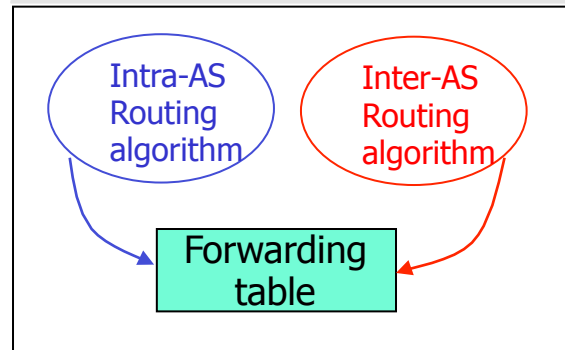 Intra-AS
Routing
algorithm
Inter-AS
Routing
algorithm
Forwarding
table